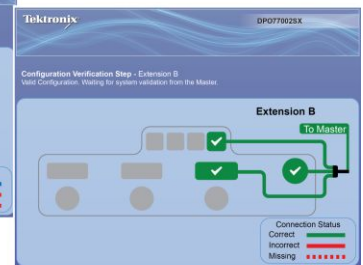 Tektronix
DPO77002SX
Configuration Verification Step - Extension B
Valid Configuration. Waiting for system validation from the Master.
Extension B
To Master
Connection Status
Correct
Incorrect
Missing